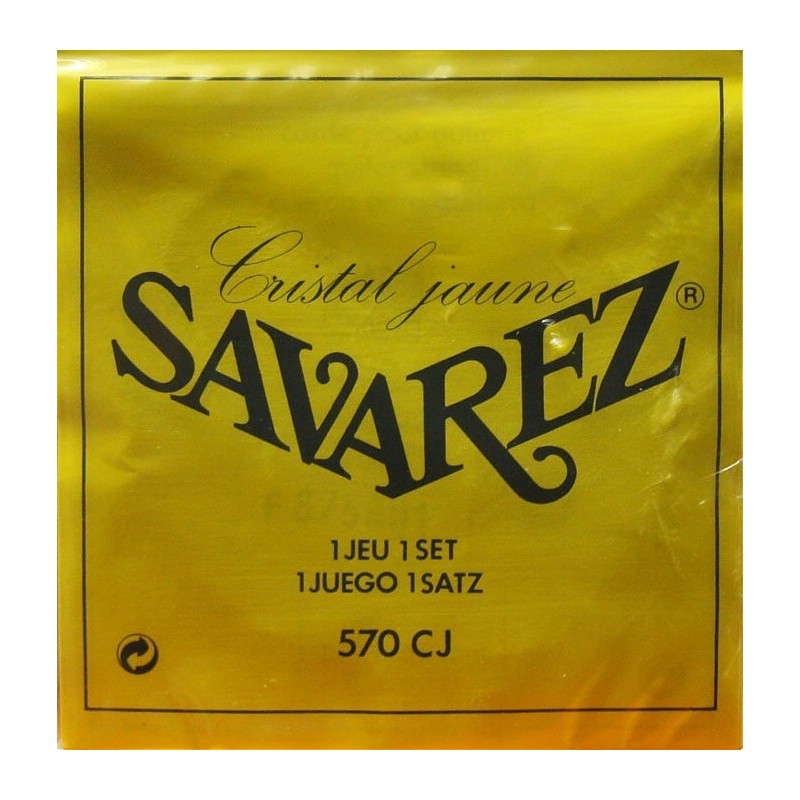 Cristal jaune
SAVAREZ ®
1 JEU 1 SET
1 JUEGO 1 SATZ
570 CJ